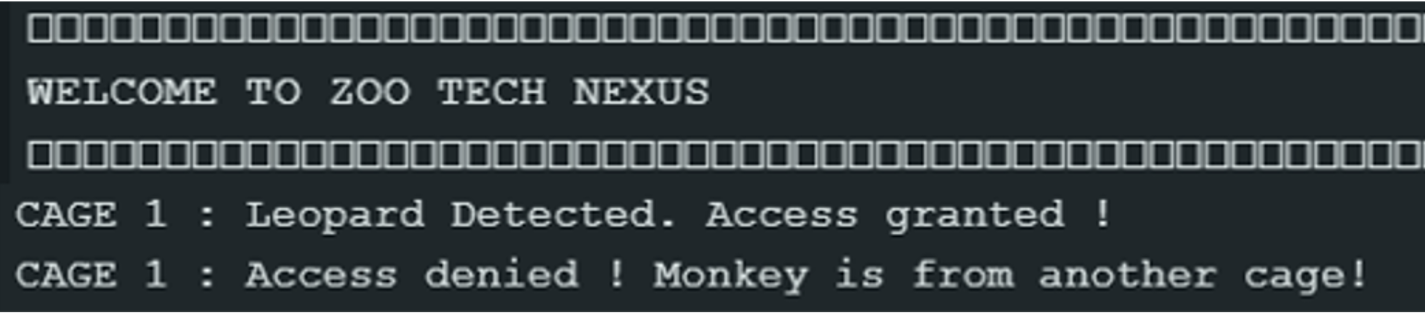 WELCOME TO ZOO TECH NEXUS
CAGE 1 : Leopard Detected. Access granted !
CAGE 1 : Access denied ! Monkey is from another cage!